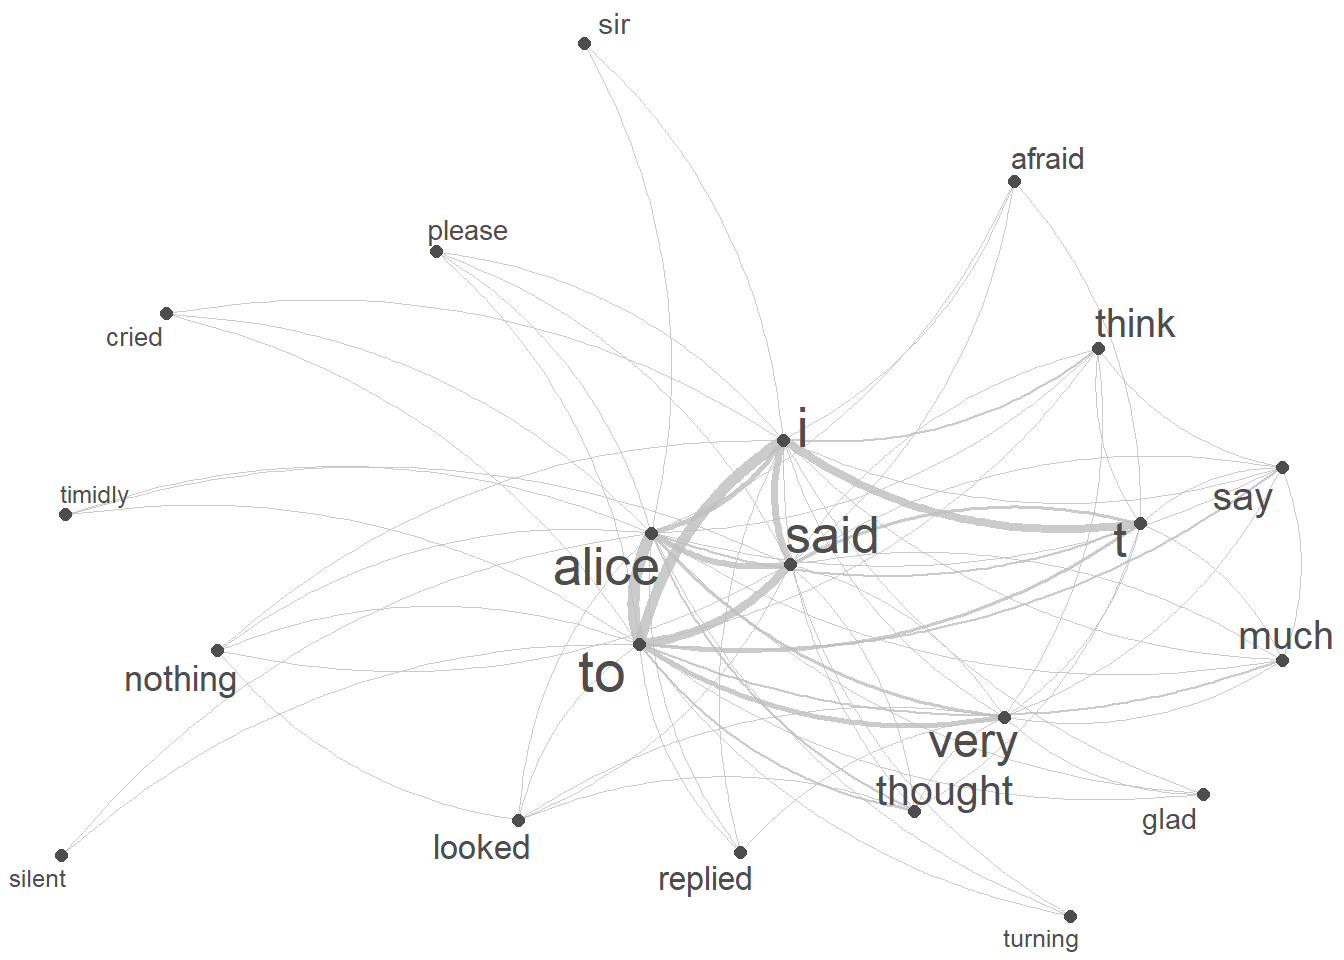 sir
afraid
please
think
cried
i
timidly
say
said
t
alice
much
to
nothing
very
thought
glad
looked
replied
silent
turning